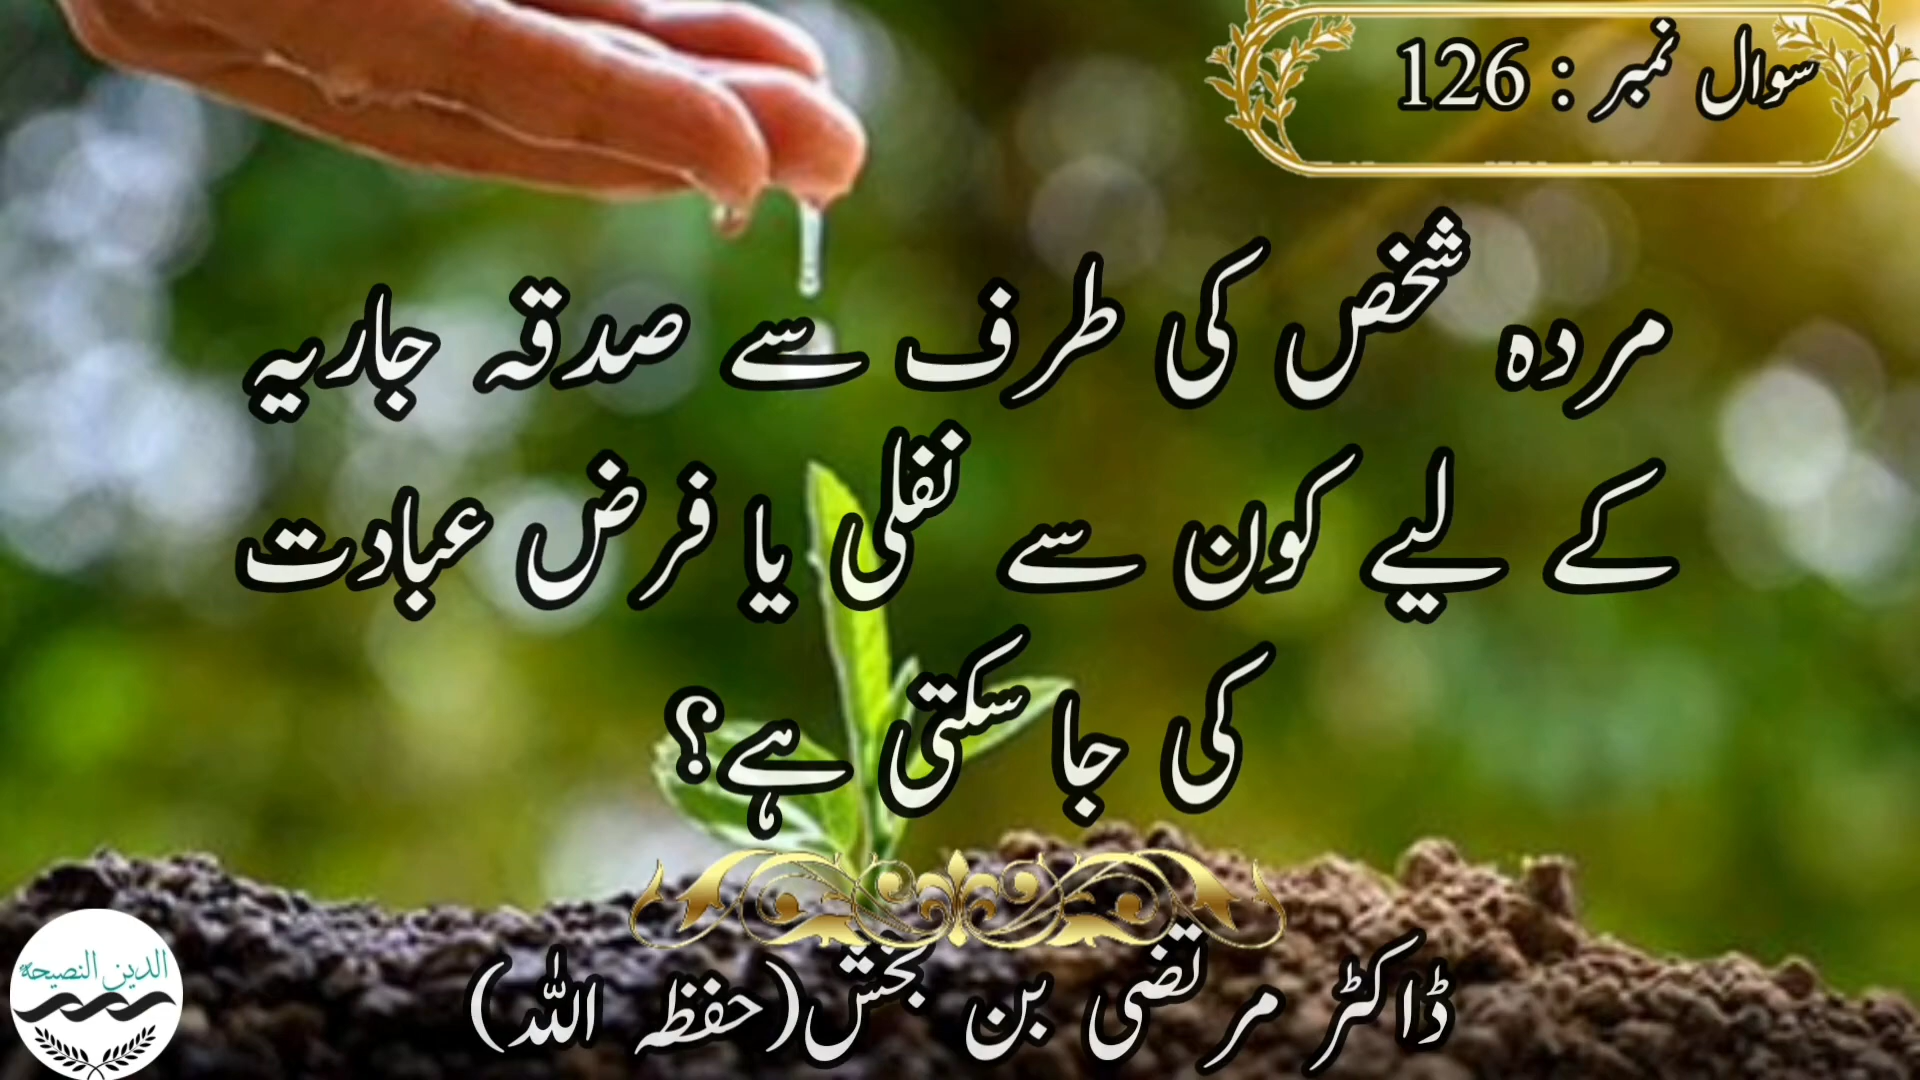 سوال نمبر : 126
مردہ شخص کی طرف سے صدقہ جاریہ
کے لیے کون سے نفلی یا فرض عبادت
کی جا سکتی ہے؟
ڈاکٹر مرتضی بن بخش(حفظہ اللہ)
الدین النصیحة